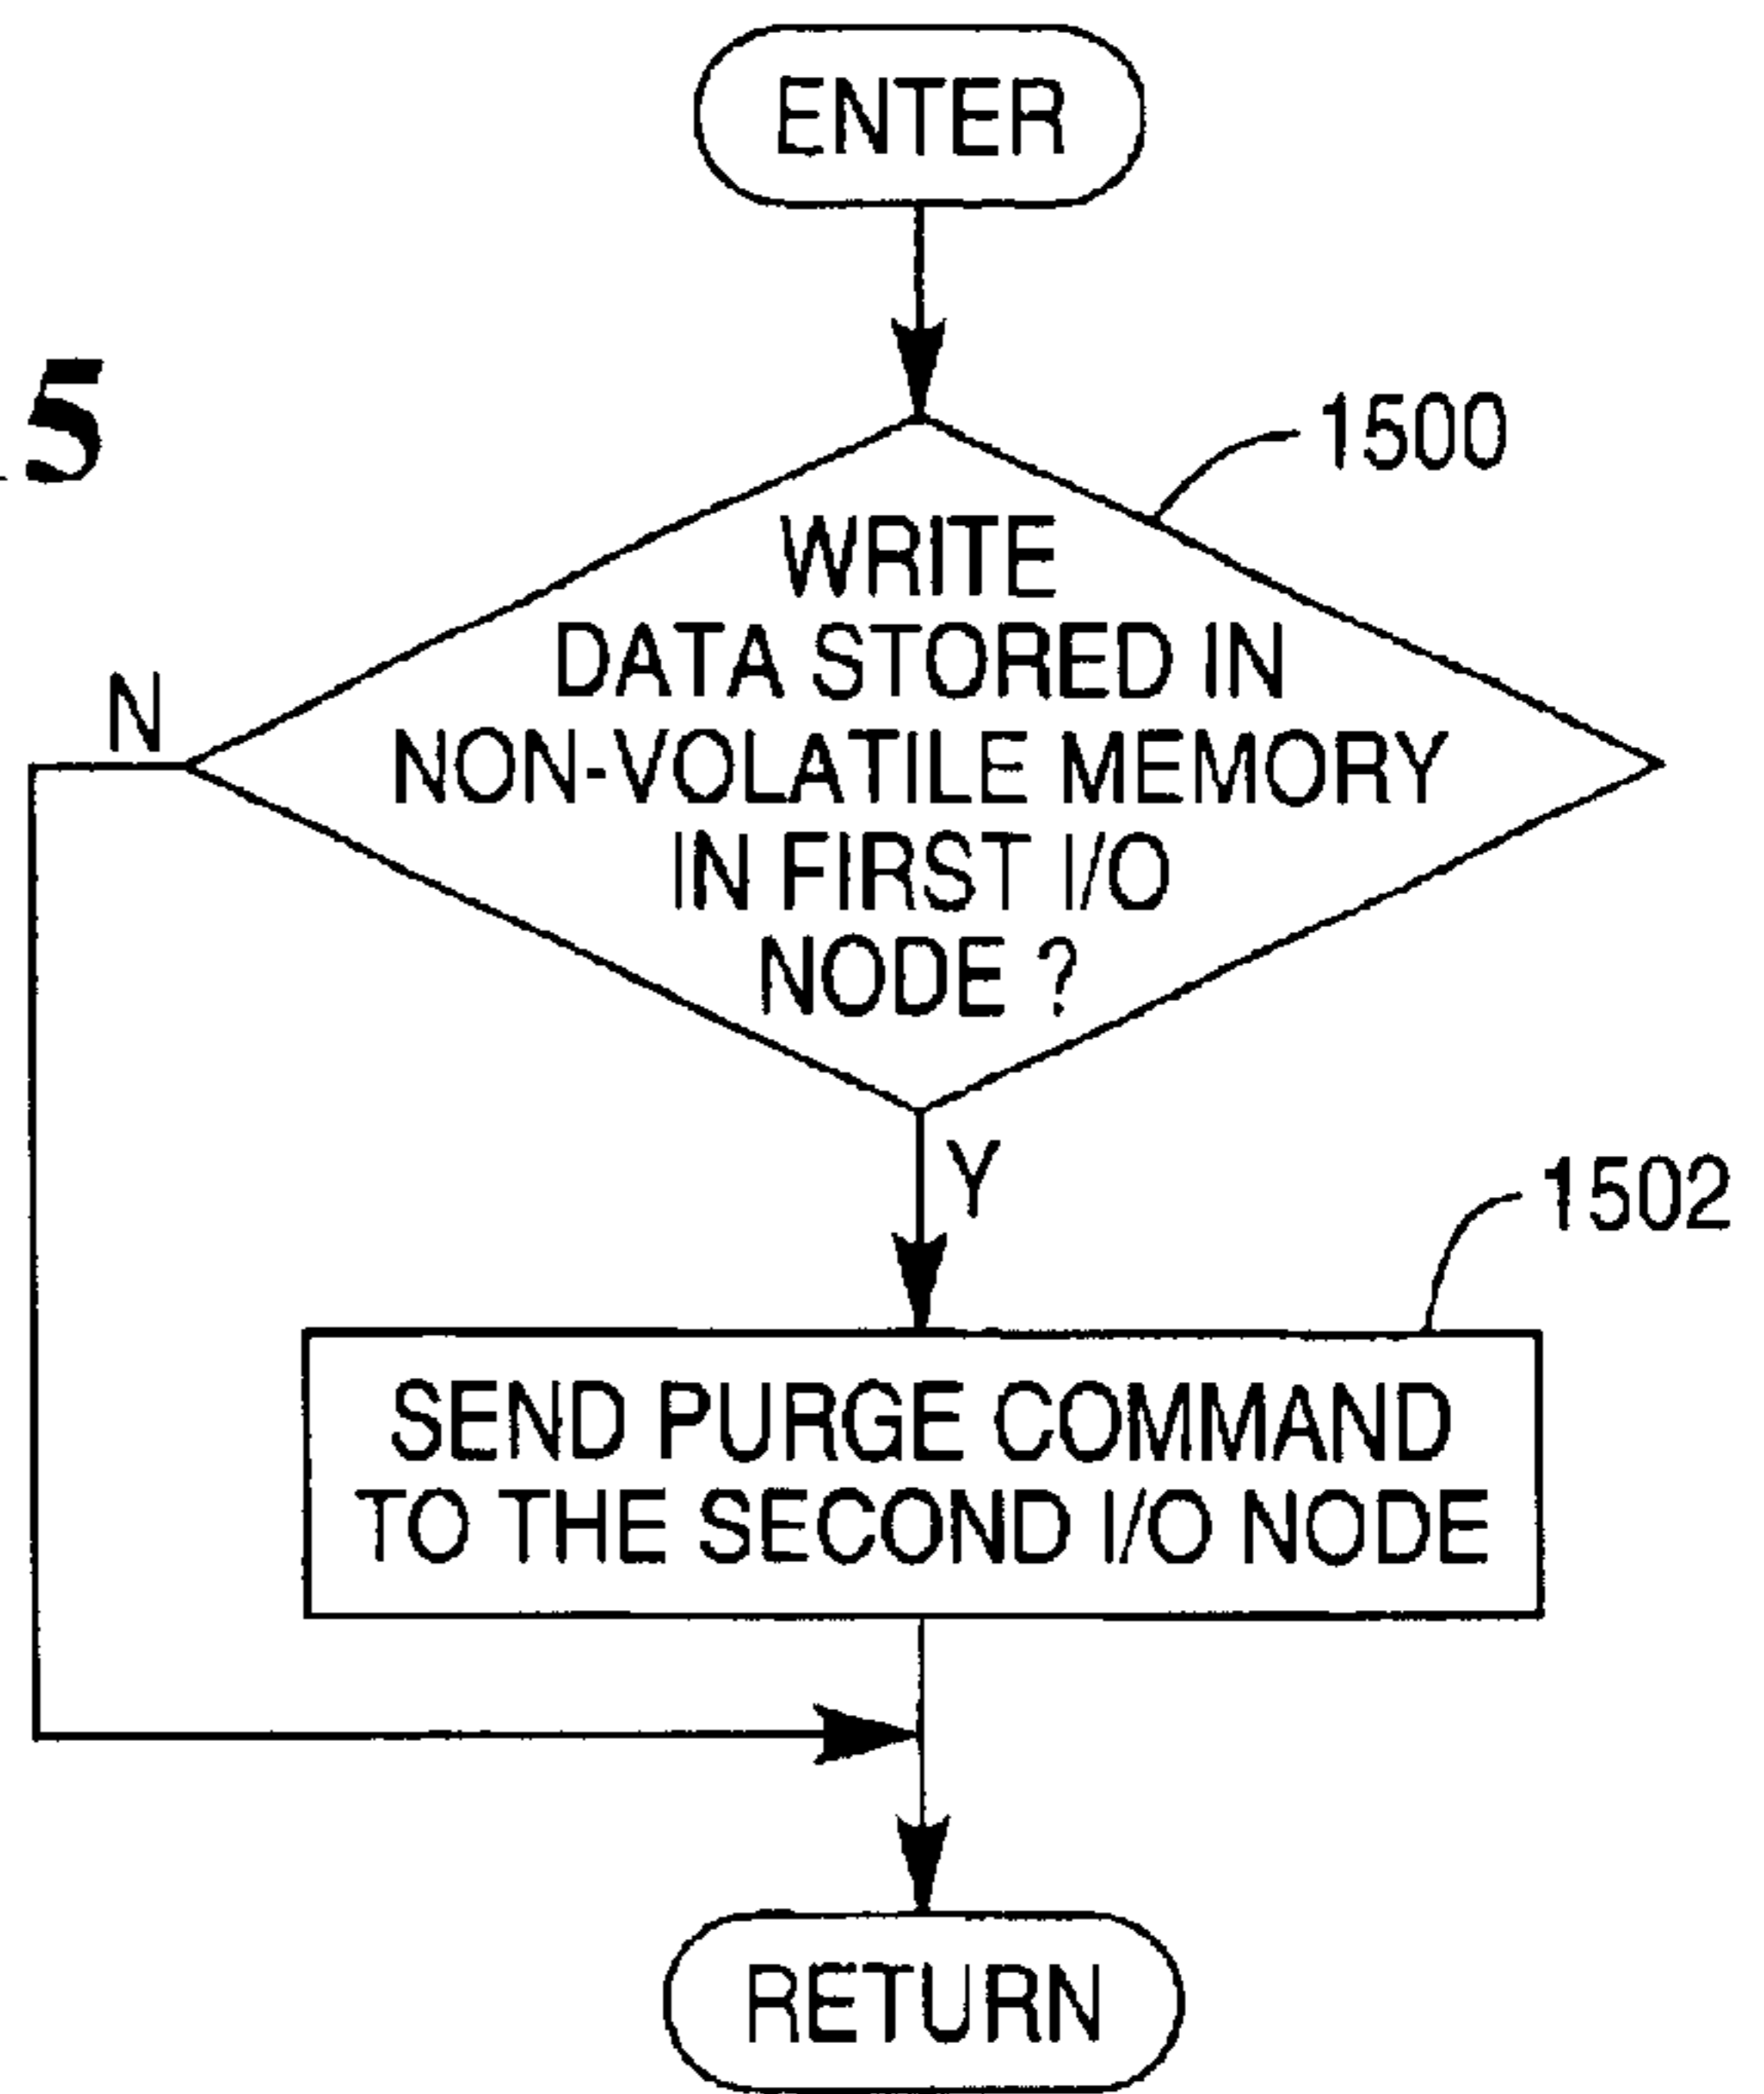 ENTER
5
1500
WRITE
DATA STORED IN
NON-VOLATILE MEMORY
IN FIRST I/O
NODE ?
N
Y
1502
SEND PURGE COMMAND
TO THE SECOND I/O NODE
RETURN